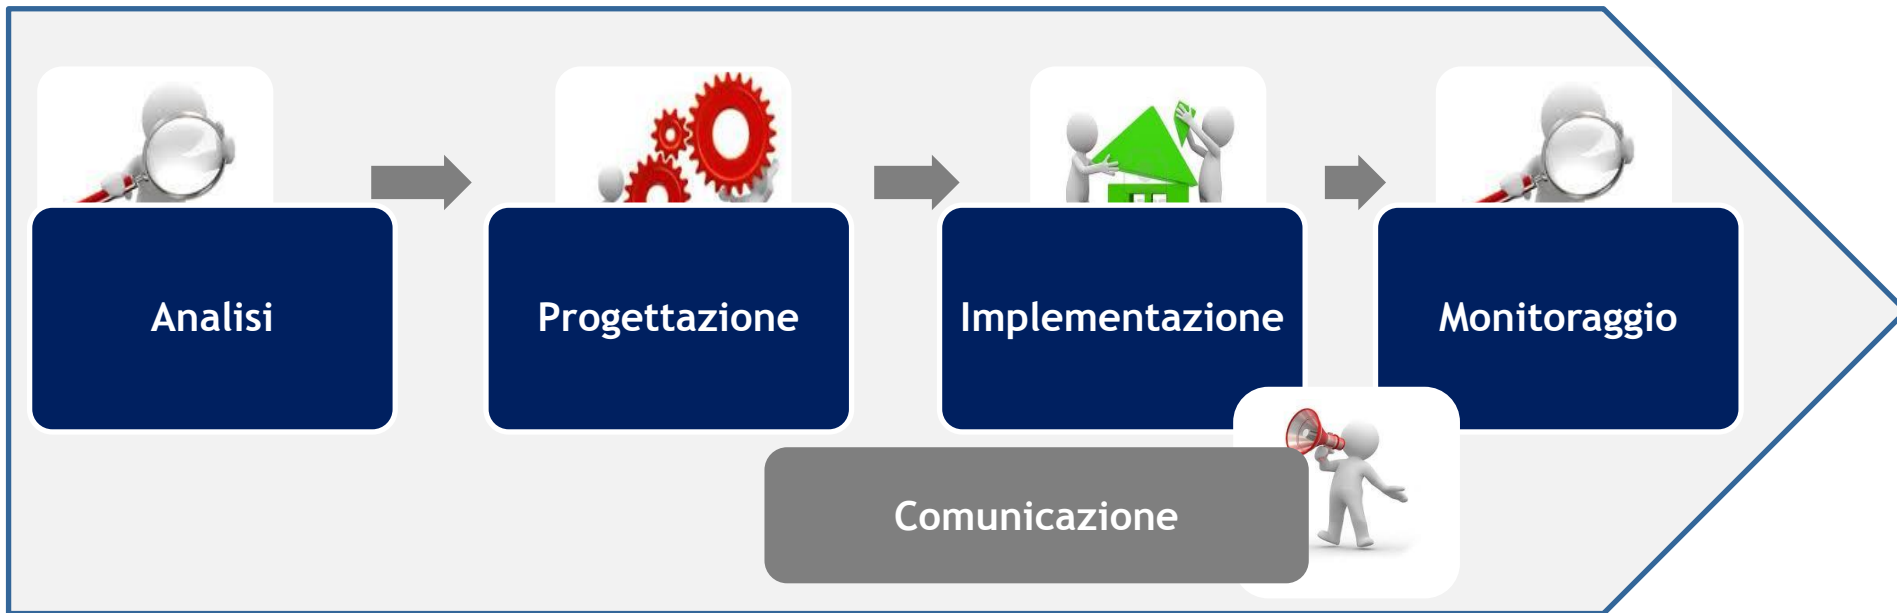 Analisi
Progettazione
Implementazione
Monitoraggio
Comunicazione